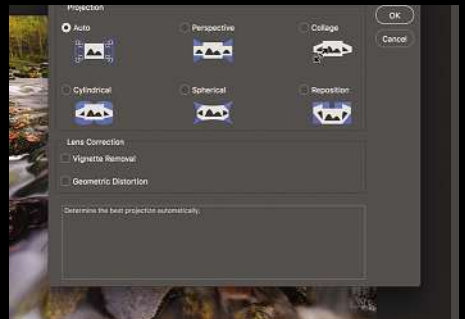 Projection
OK
Auto
Perspective
Collage
Cancel
Cylindrical
Spherical
Reposition
Lens Correction
Vignette Removal
Geometric Distortion
Determine the best projection automatically.